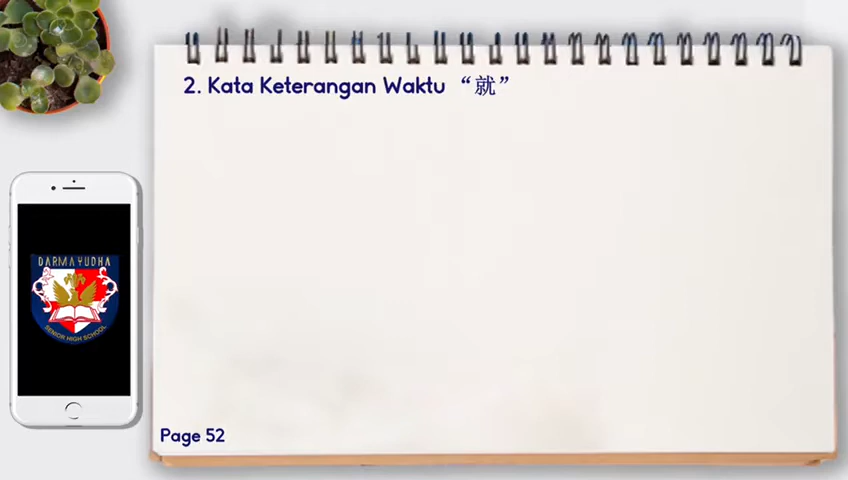 2. Kata Keterangan Waktu “就”
DARMA YUDHA
SENIOR HIGH SCHOOL
Page 52